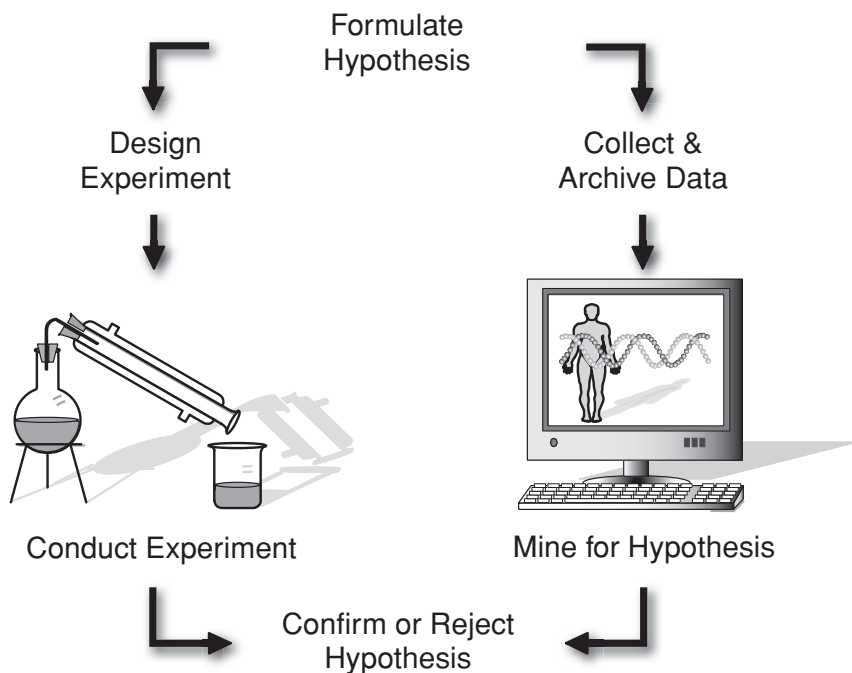 Formulate
Hypothesis
Design
Experiment
Collect &
Archive Data
Conduct Experiment
Mine for Hypothesis
Confirm or Reject
Hypothesis